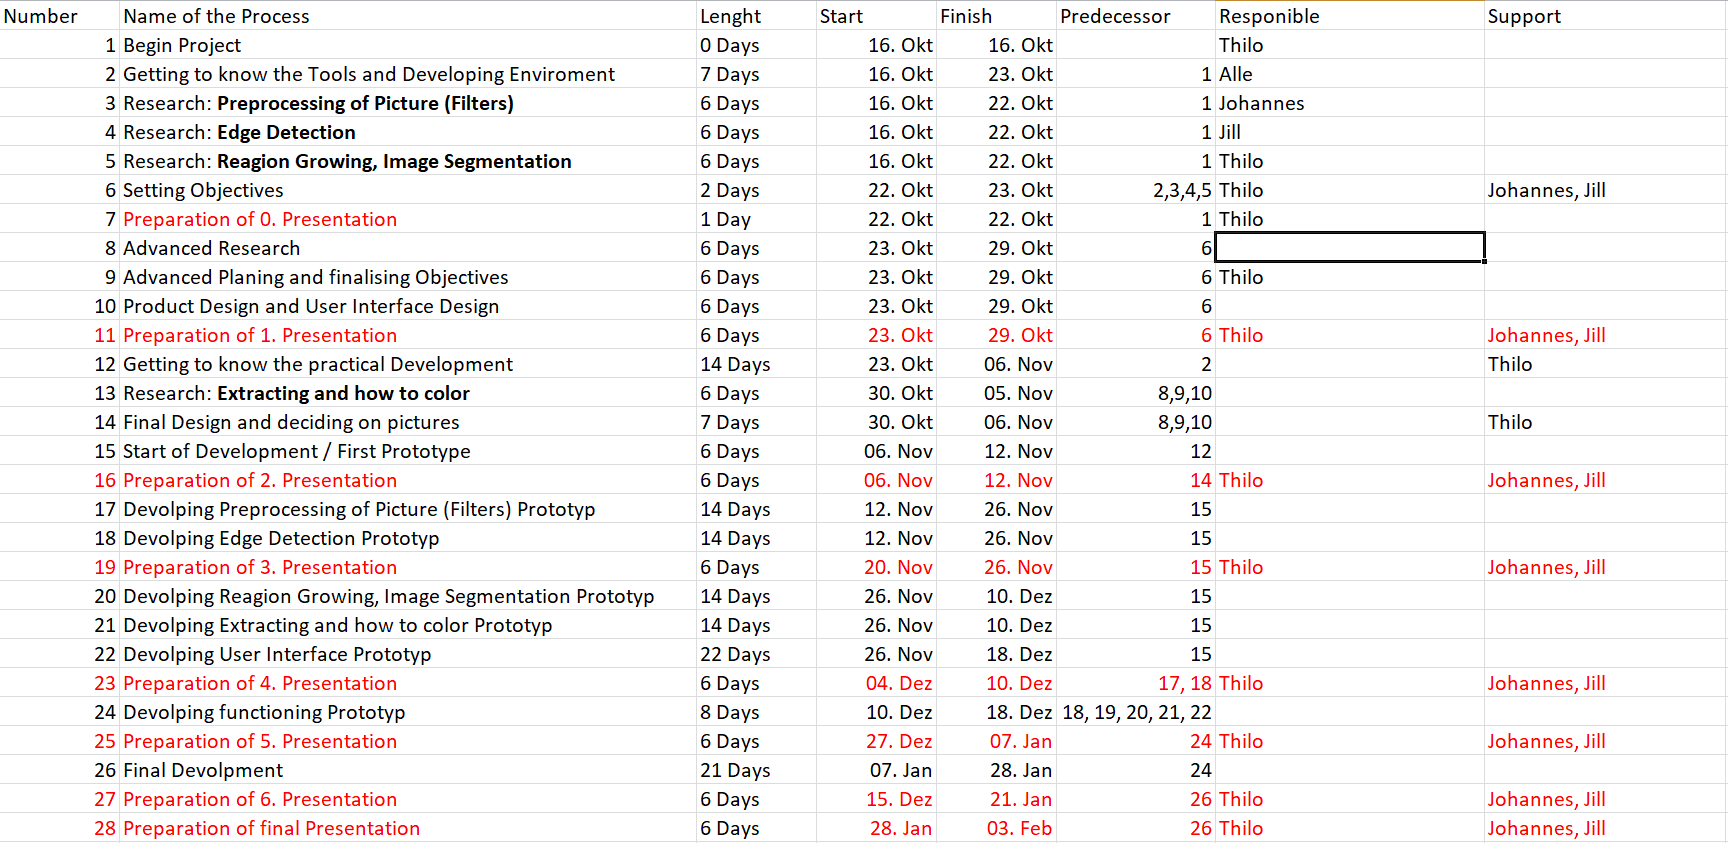 Number Name of the Process Lenght Start Finish Predecessor Responible Support
1 Begin Project 0 Days 16. Okt 16. Okt Thilo
2 Getting to know the Tools and Developing Enviroment 7 Days 16. Okt 23. Okt 1 Alle
3 Research: Preprocessing of Picture (Filters) 6 Days 16. Okt 22. Okt 1 Johannes
4 Research: Edge Detection 6 Days 16. Okt 22. Okt 1 Jill
5 Research: Reagion Growing, Image Segmentation 6 Days 16. Okt 22. Okt 1 Thilo
6 Setting Objectives 2 Days 22. Okt 23. Okt 2,3,4,5 Thilo Johannes, Jill
7 Preparation of 0. Presentation 1 Day 22. Okt 22. Okt 1 Thilo
8 Advanced Research 6 Days 23. Okt 29. Okt 6
9 Advanced Planing and finalising Objectives 6 Days 23. Okt 29. Okt 6 Thilo
10 Product Design and User Interface Design 6 Days 23. Okt 29. Okt 6
11 Preparation of 1. Presentation 6 Days 23. Okt 29. Okt 6 Thilo Johannes, Jill
12 Getting to know the practical Development 14 Days 23. Okt 06. Nov 2 Thilo
13 Research: Extracting and how to color 6 Days 30. Okt 05. Nov 8,9,10
14 Final Design and deciding on pictures 7 Days 30. Okt 06. Nov 8,9,10 Thilo
15 Start of Development / First Prototype 6 Days 06. Nov 12. Nov 12
16 Preparation of 2. Presentation 6 Days 06. Nov 12. Nov 14 Thilo Johannes, Jill
17 Devolping Preprocessing of Picture (Filters) Prototyp 14 Days 12. Nov 26. Nov 15
18 Devolping Edge Detection Prototyp 14 Days 12. Nov 26. Nov 15
19 Preparation of 3. Presentation 6 Days 20. Nov 26. Nov 15 Thilo Johannes, Jill
20 Devolping Reagion Growing, Image Segmentation Prototyp 14 Days 26. Nov 10. Dez 15
21 Devolping Extracting and how to color Prototyp 14 Days 26. Nov 10. Dez 15
22 Devolping User Interface Prototyp 22 Days 26. Nov 18. Dez 15
23 Preparation of 4. Presentation 6 Days 04. Dez 10. Dez 17, 18 Thilo Johannes, Jill
24 Devolping functioning Prototyp 8 Days 10. Dez 18. Dez 18, 19, 20, 21, 22
25 Preparation of 5. Presentation 6 Days 27. Dez 07. Jan 24 Thilo Johannes, Jill
26 Final Devolpment 21 Days 07. Jan 28. Jan 24
27 Preparation of 6. Presentation 6 Days 15. Dez 21. Jan 26 Thilo Johannes, Jill
28 Preparation of final Presentation 6 Days 28. Jan 03. Feb 26 Thilo Johannes, Jill